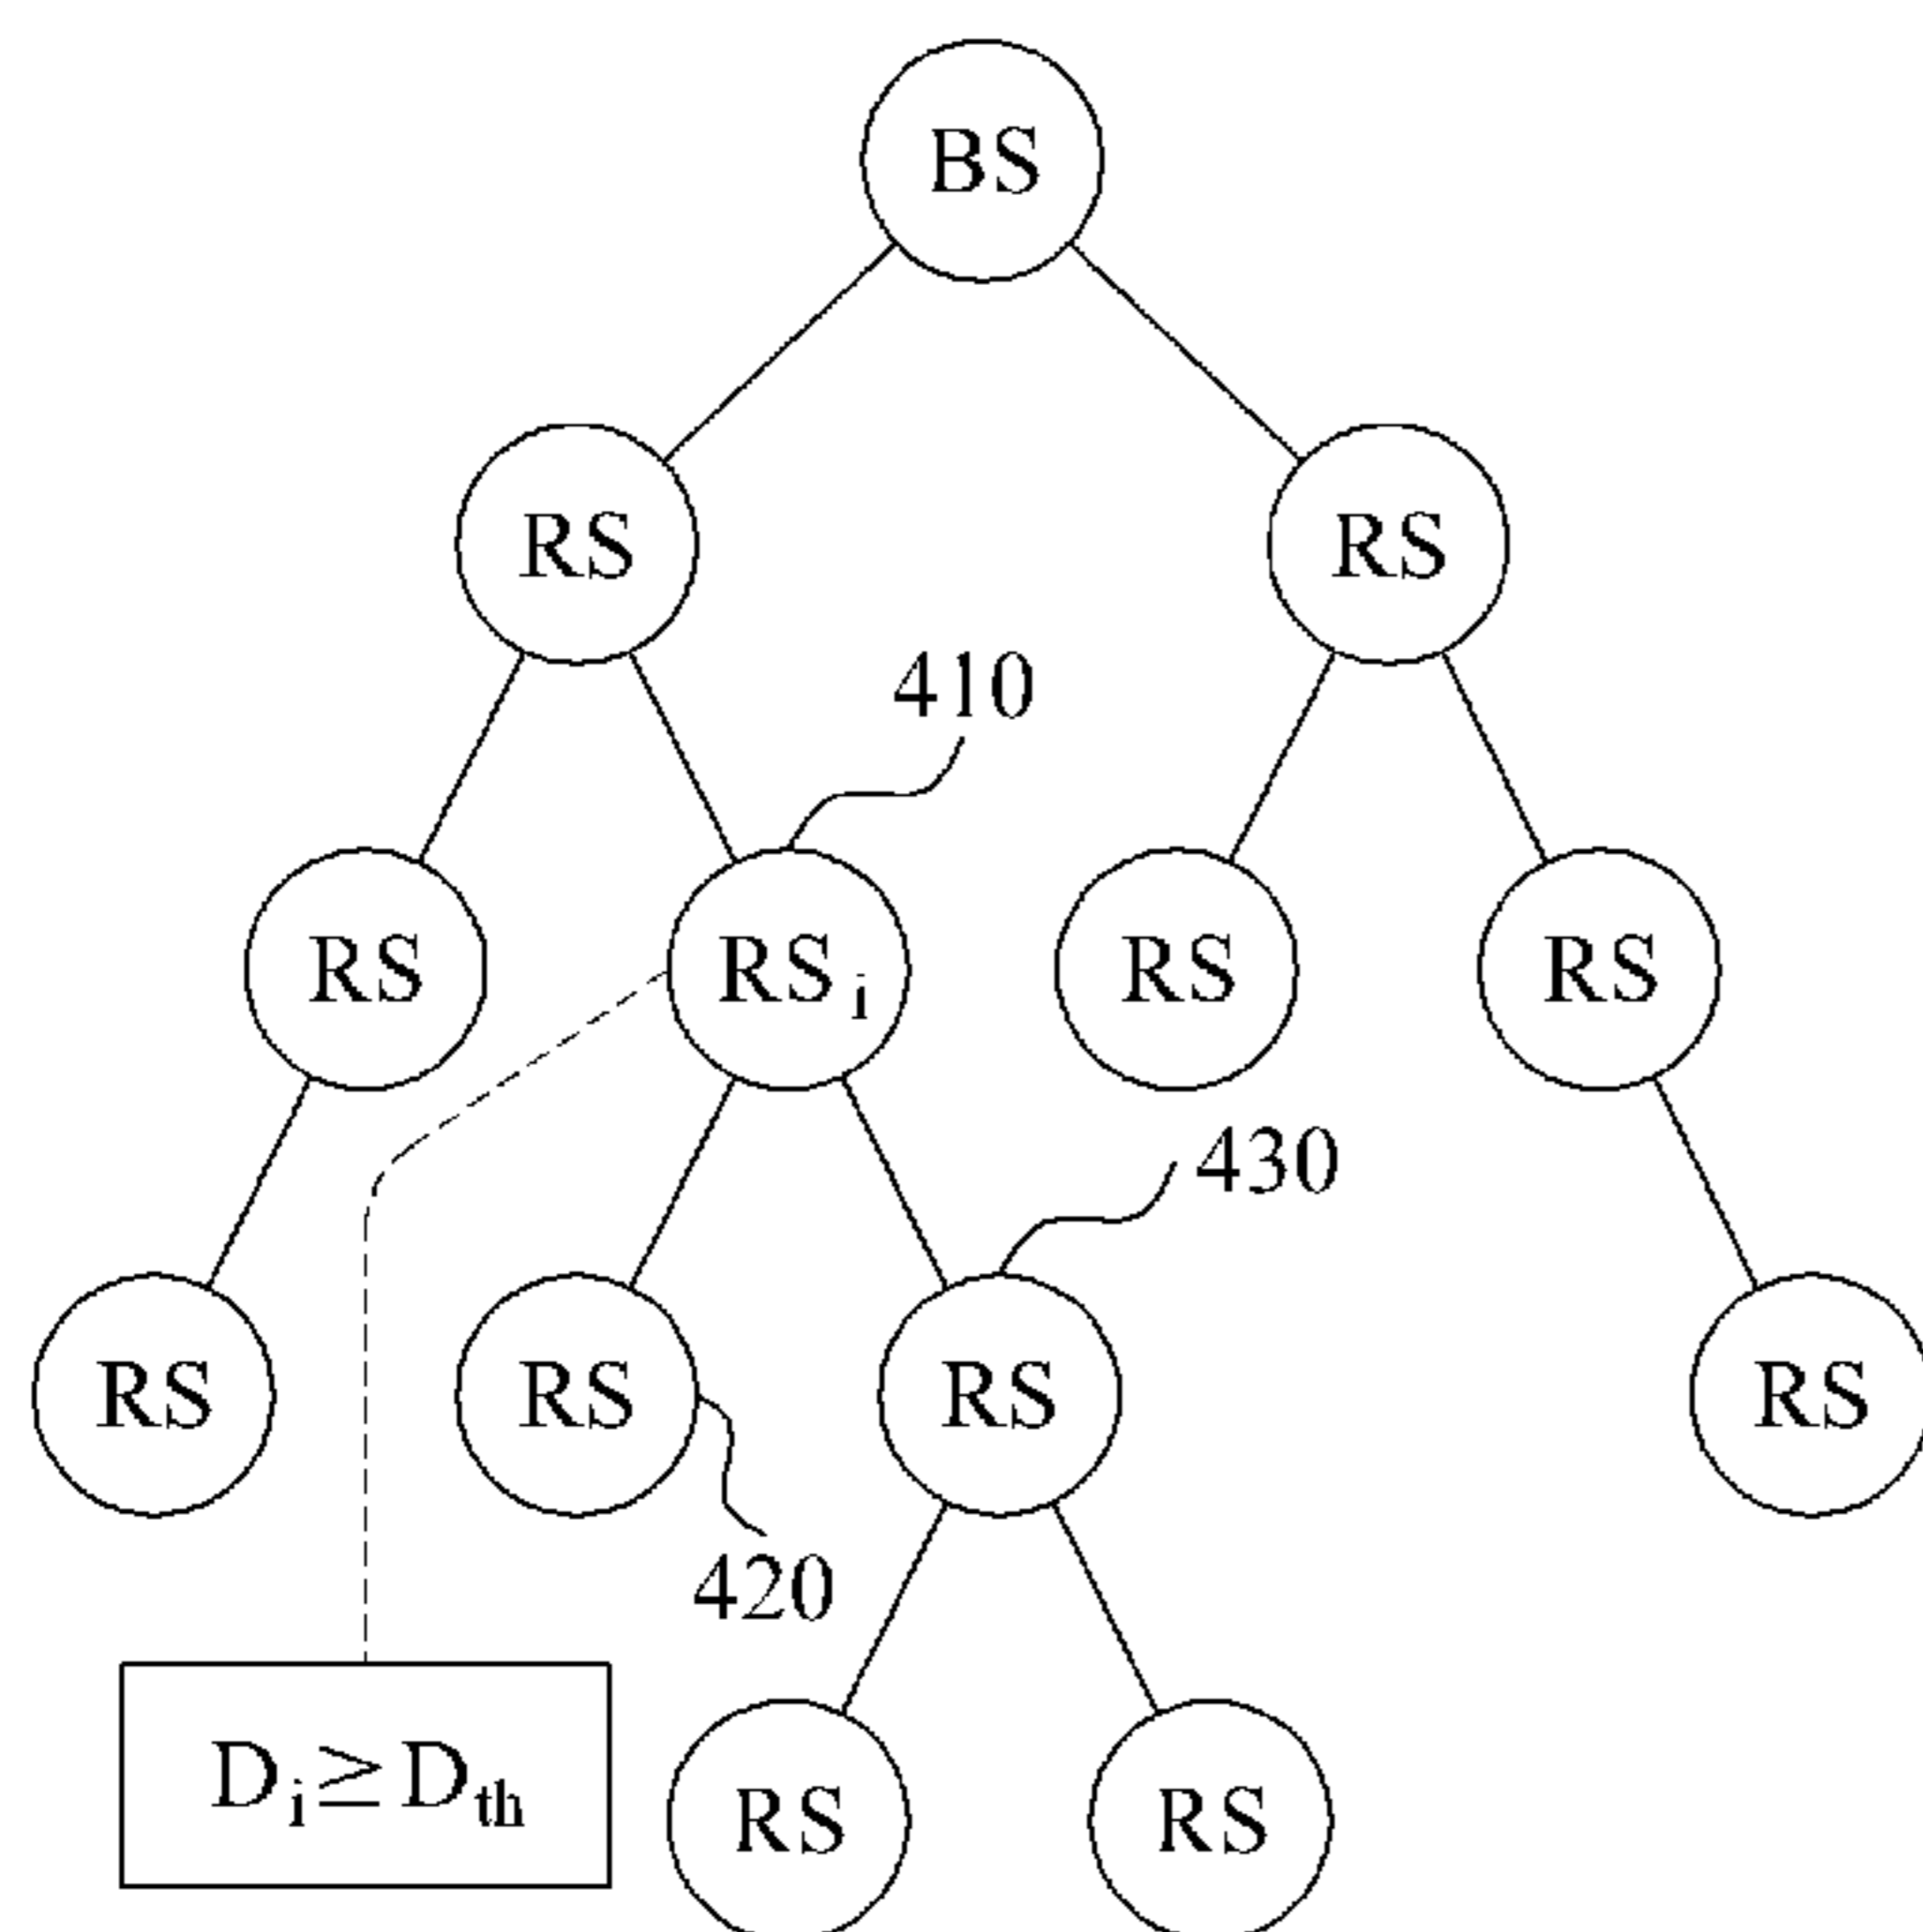 BS
RS RS
410
RS RS i RS RS
430
RS RS RS RS
420
D i ≥ D th
RS RS